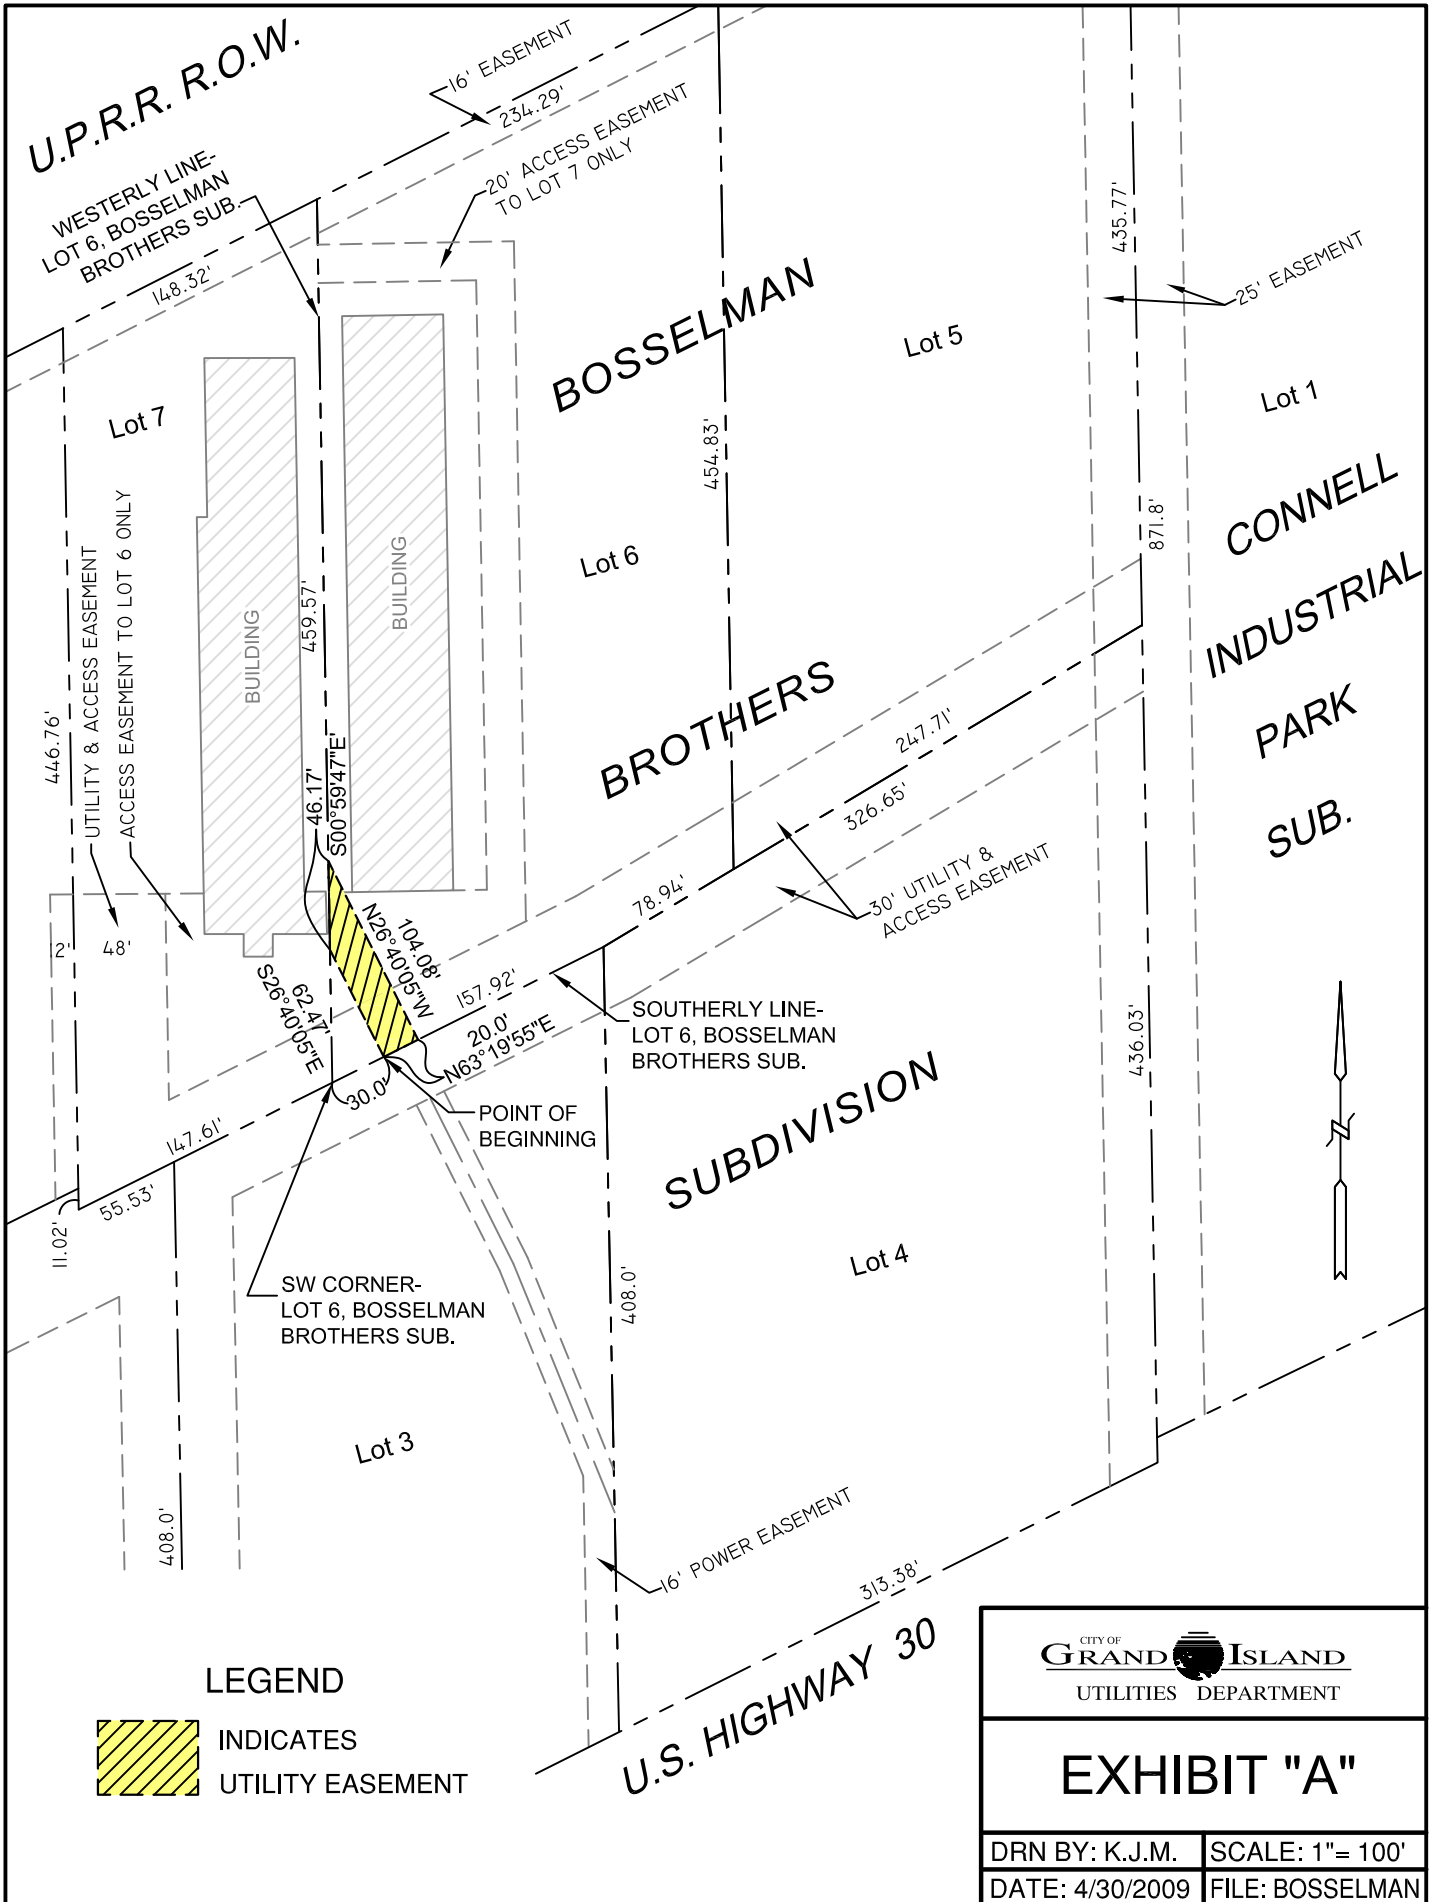 U.P.R.R. R.O.W.
16' EASEMENT
234.29'
20' ACCESS EASEMENT
TO LOT 7 ONLY
WESTERLY LINE-
LOT 6, BOSSELMAN
BROTHERS SUB.
148.32'
435.77'
25' EASEMENT
BOSSELMAN
Lot 5
Lot 1
Lot 7
454.83'
CONNELL
INDUSTRIAL
PARK
SUB.
871.8'
Lot 6
BUILDING
BUILDING
459.57'
UTILITY & ACCESS EASEMENT
ACCESS EASEMENT TO LOT 6 ONLY
446.76'
BROTHERS
247.71'
326.65'
46.17'
S00°59'47"E'
78.94'
30' UTILITY &
ACCESS EASEMENT
12'
48'
104.08'
N26°40'05"W
62.47'
S26°40'05"E
157.92'
20.0'
N63°19'55"E
SOUTHERLY LINE-
LOT 6, BOSSELMAN
BROTHERS SUB.
436.03'
30.0'
POINT OF
BEGINNING
147.61'
55.53'
11.02'
SUBDIVISION
SW CORNER-
LOT 6, BOSSELMAN
BROTHERS SUB.
Lot 4
408.0'
Lot 3
408.0'
16' POWER EASEMENT
313.38'
U.S. HIGHWAY 30
LEGEND
INDICATES
UTILITY EASEMENT
CITY OF
GRAND ISLAND
UTILITIES DEPARTMENT
EXHIBIT "A"
DRN BY: K.J.M.
SCALE: 1"= 100'
DATE: 4/30/2009
FILE: BOSSELMAN